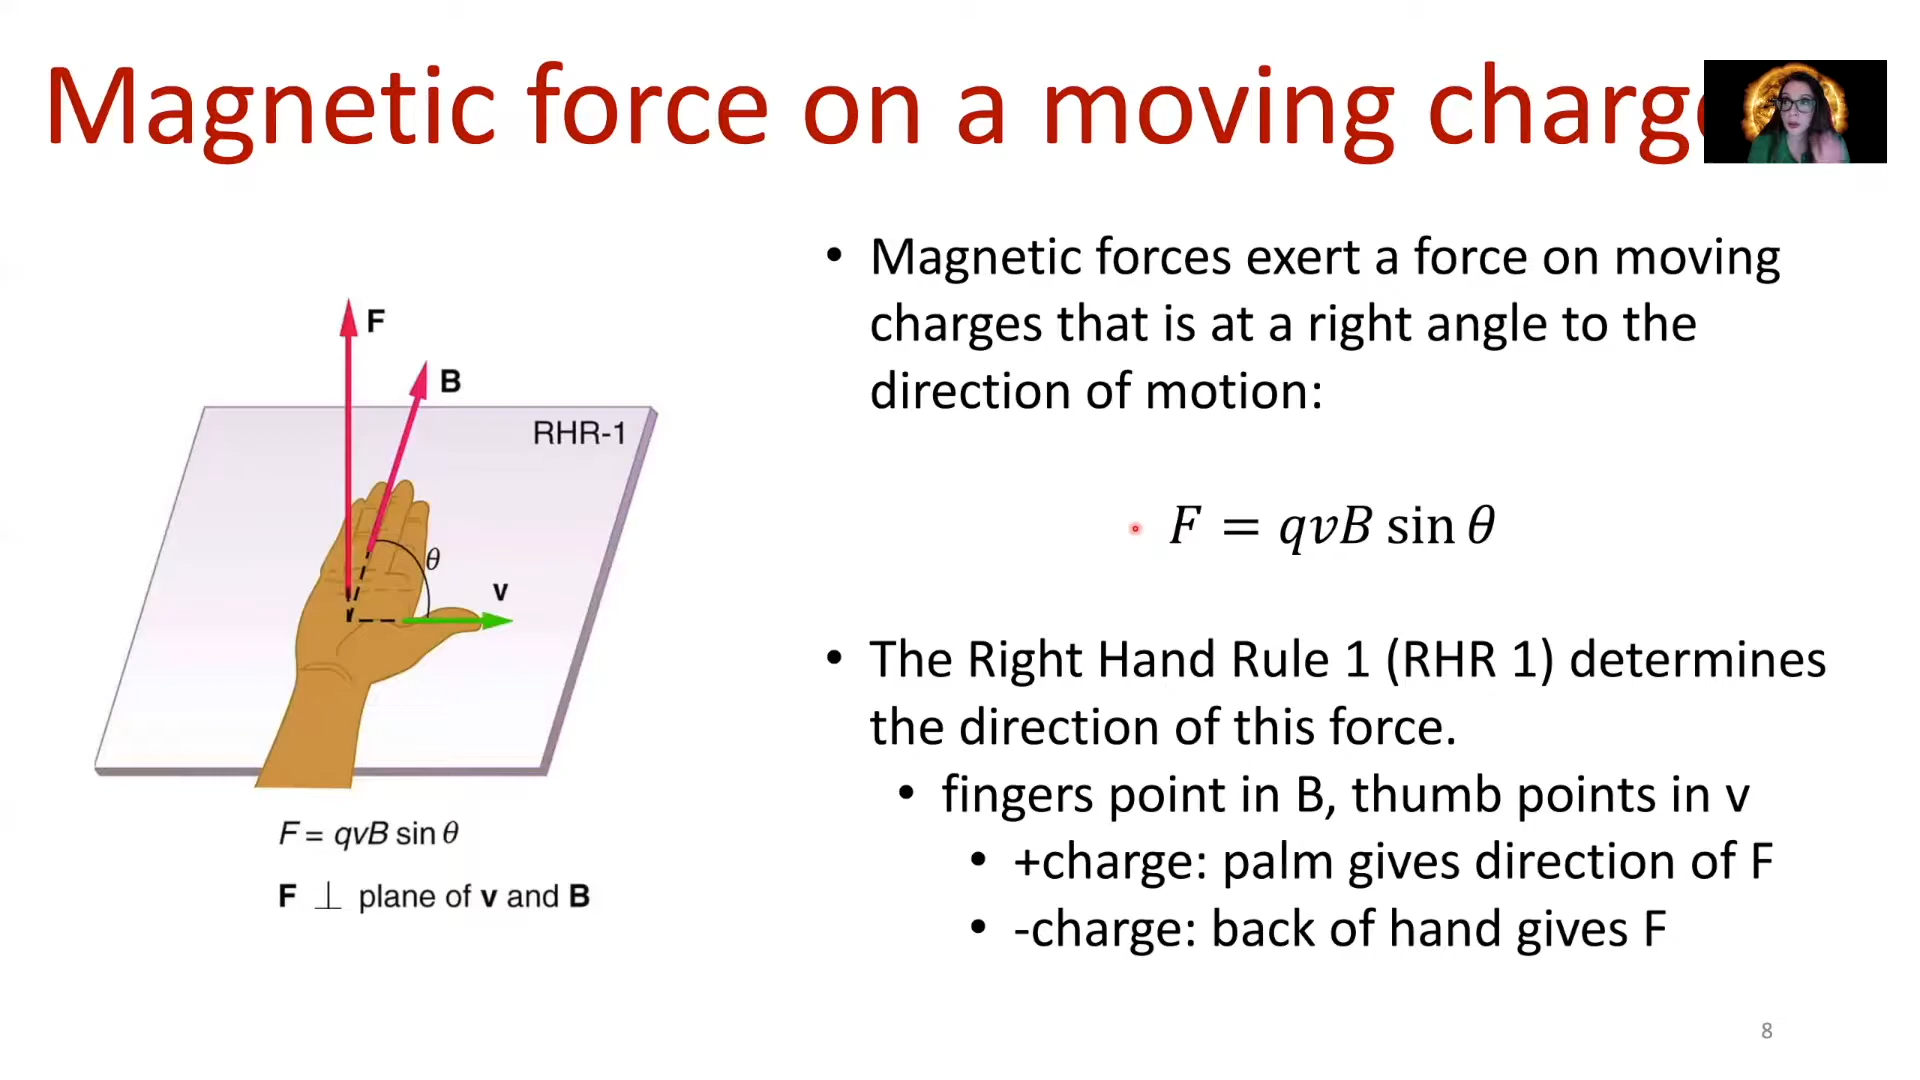 Magnetic force on a moving charge
• Magnetic forces exert a force on moving
charges that is at a right angle to the
direction of motion:
F = qvB sin θ
• The Right Hand Rule 1 (RHR 1) determines
the direction of this force.
• fingers point in B, thumb points in v
• +charge: palm gives direction of F
• -charge: back of hand gives F
F
B
RHR-1
θ
v
F = qvB sin θ
F ⊥ plane of v and B
8